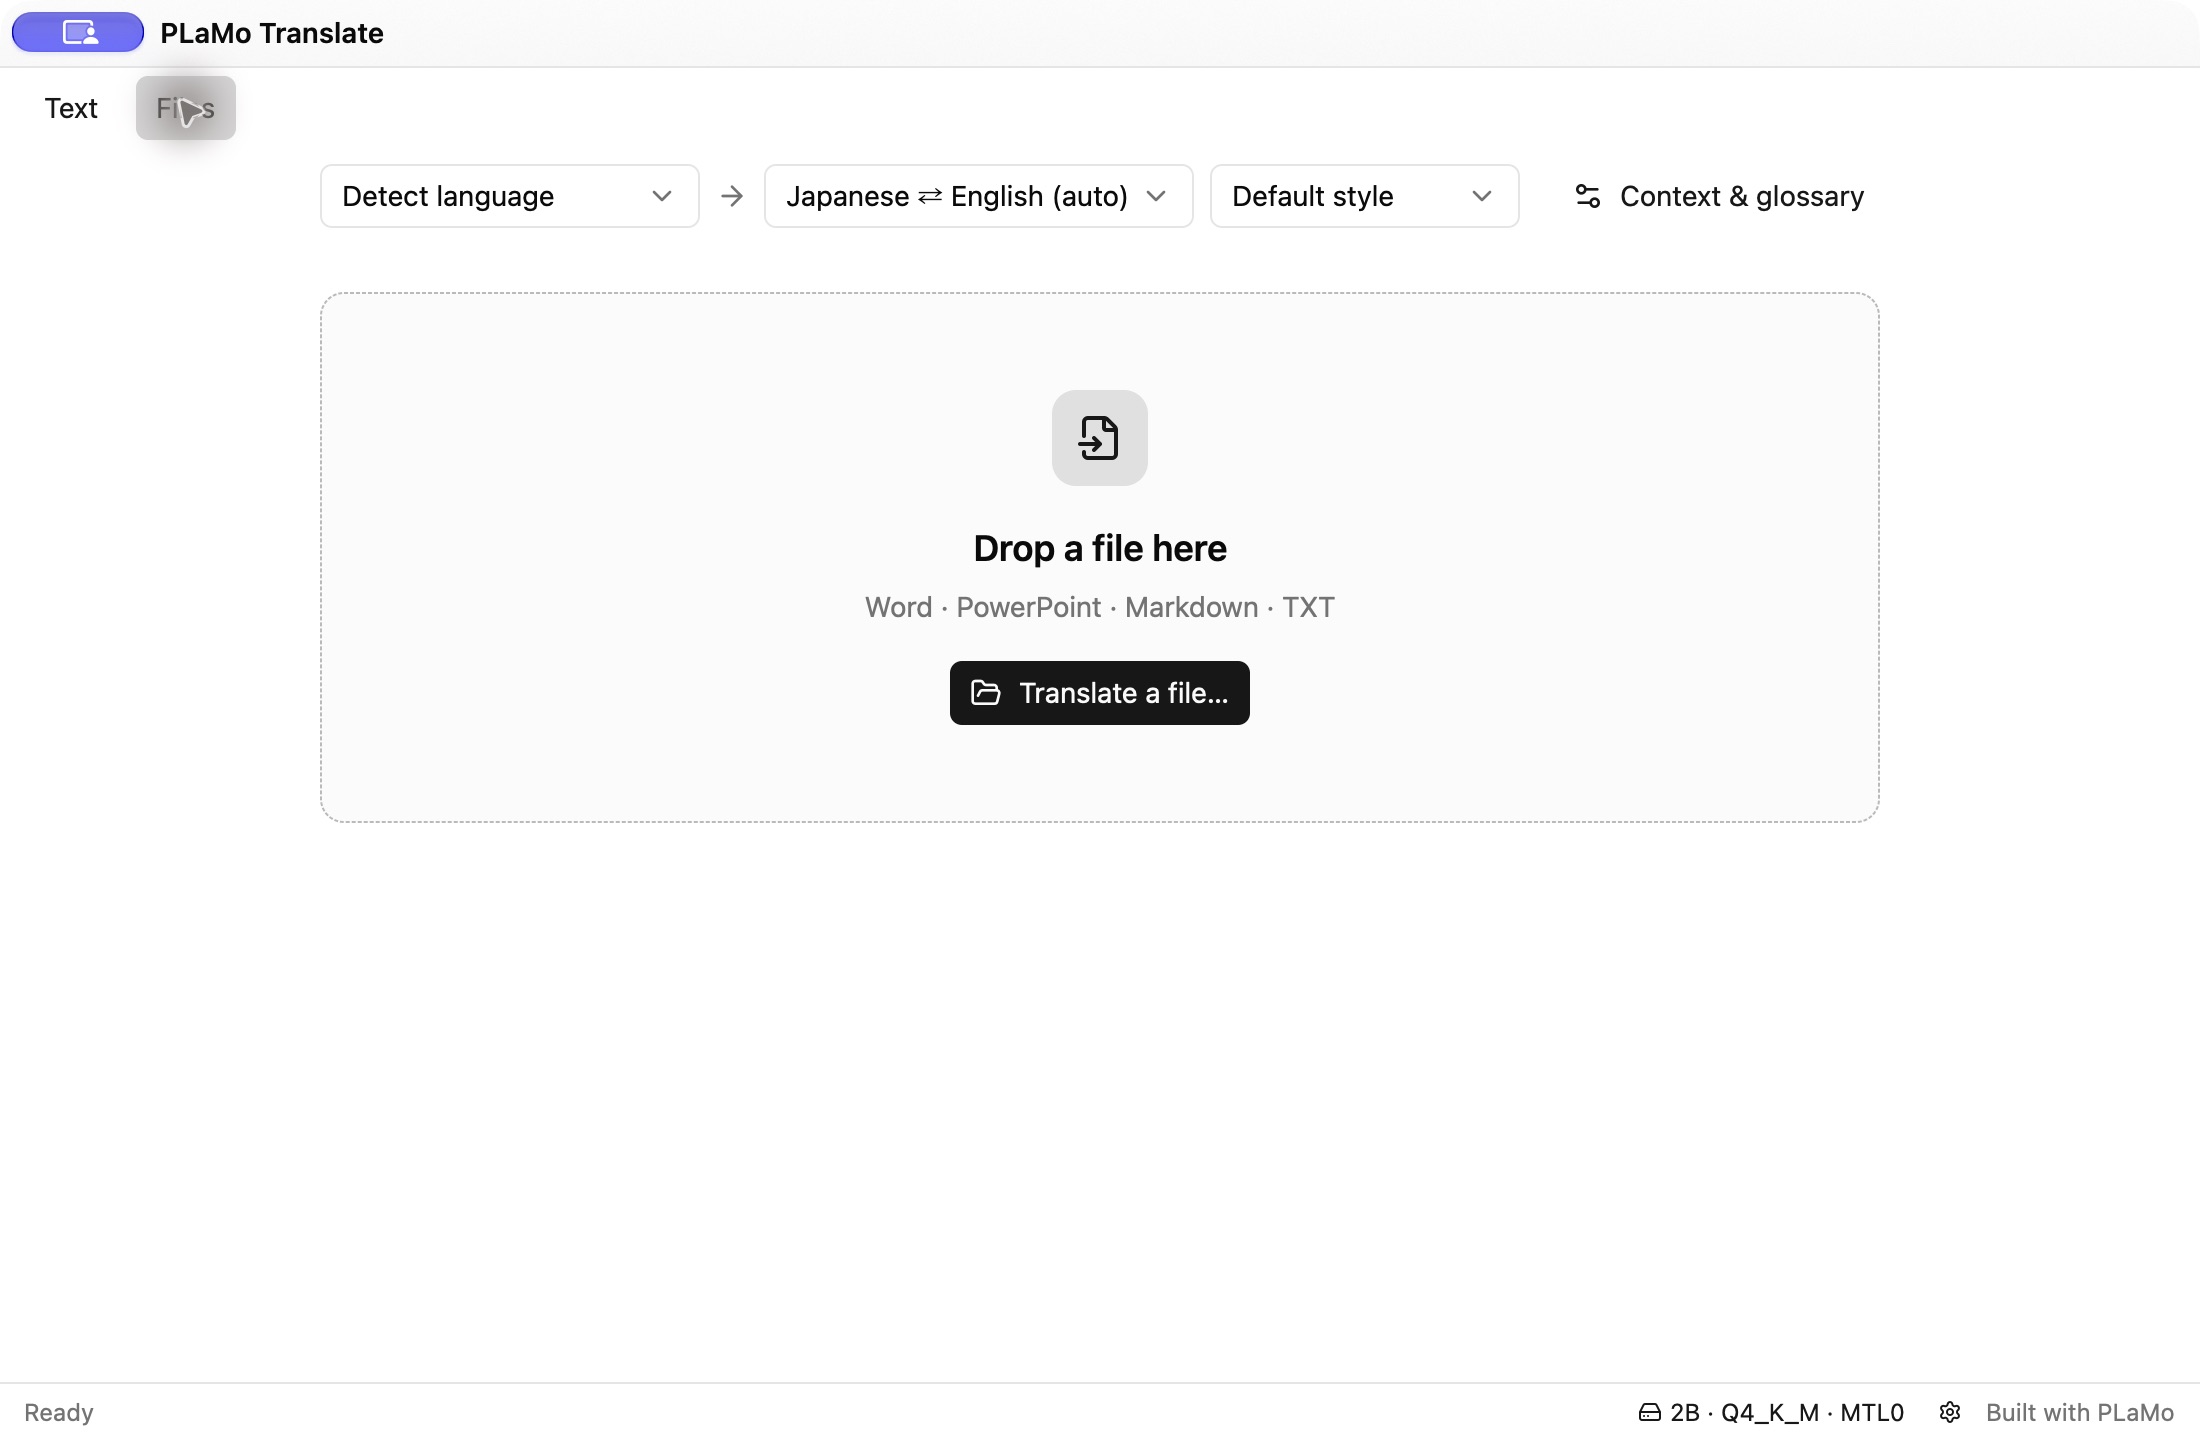 PLaMo Translate
Text
Detect language → Japanese ⇄ English (auto) Default style Context & glossary
Drop a file here
Word · PowerPoint · Markdown · TXT
Translate a file...
Ready 2B · Q4_K_M · MTL0 Built with PLaMo